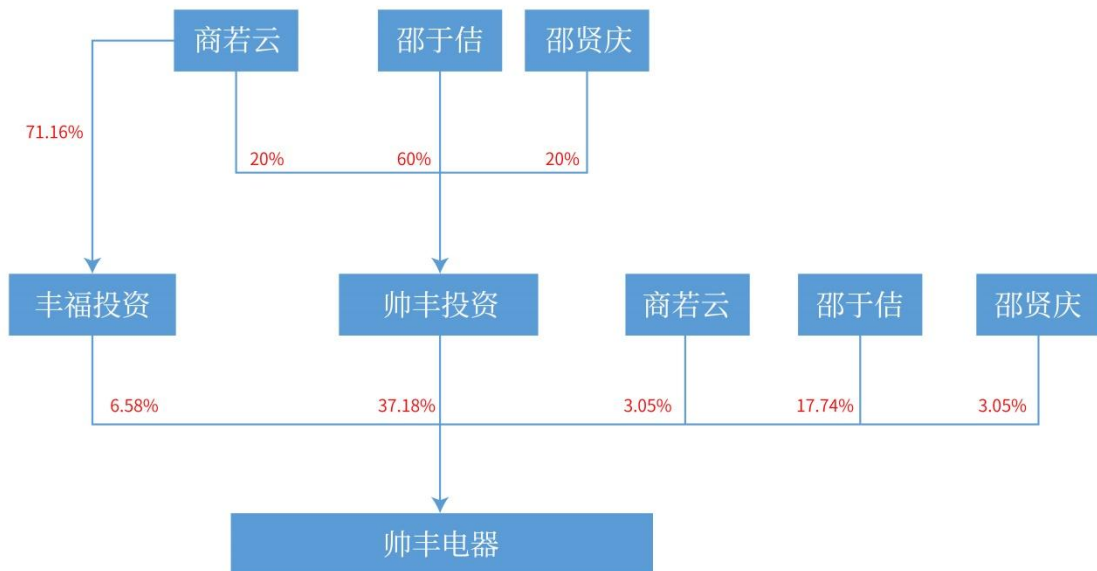 商若云
邵于佶
邵贤庆
71.16%
20%
60%
20%
丰福投资
帅丰投资
商若云
邵于佶
邵贤庆
6.58%
37.18%
3.05%
17.74%
3.05%
帅丰电器